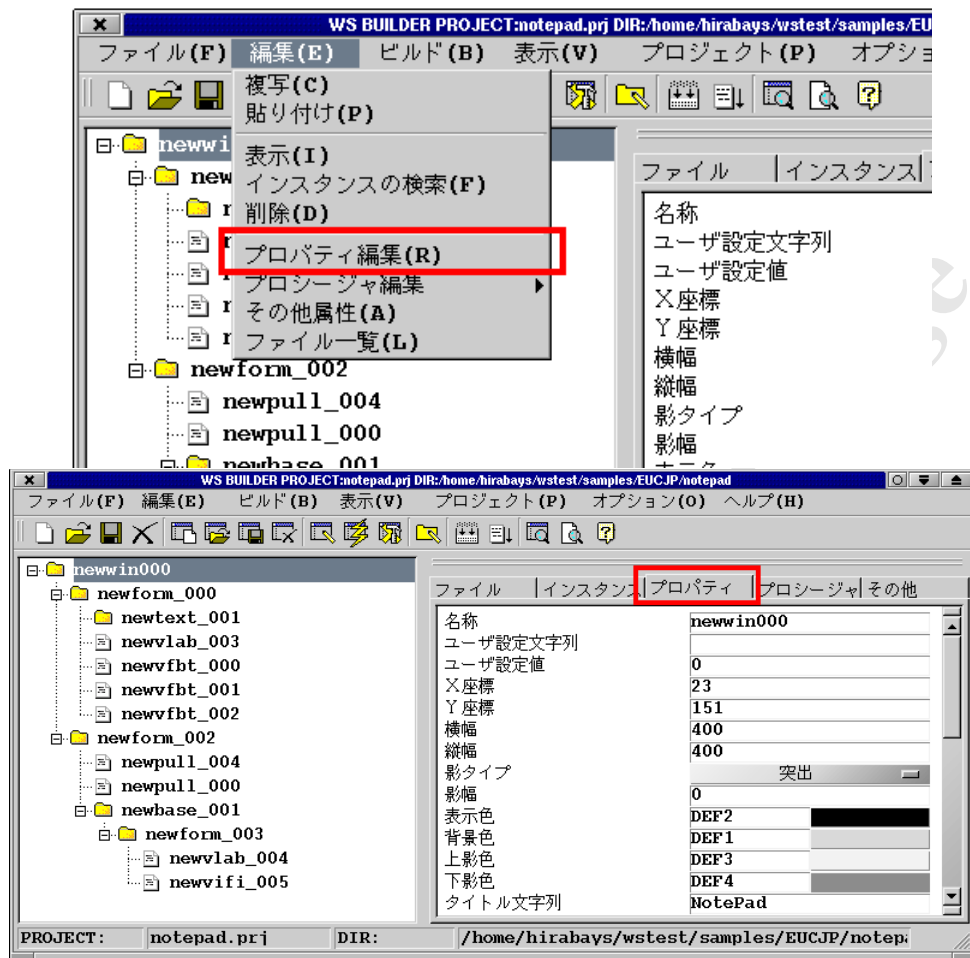 WS BUILDER PROJECT:notepad.prj DIR:/home/hirabays/wstest/samples/EU
ファイル(F) 編集(E) ビルド(B) 表示(V) プロジェクト(P) オプショ
複写(C)
貼り付け(P)
表示(I)
インスタンスの検索(F)
削除(D)
プロパティ編集(R)
プロシージャ編集
その他属性(A)
ファイル一覧(L)
newwi
new
newform_002
newpull_004
newpull_000
newbase_001
ファイル インスタンス
名称
ユーザ設定文字列
ユーザ設定値
X座標
Y座標
横幅
縦幅
影タイプ
影幅
WS BUILDER PROJECT:notepad.prj DIR:/home/hirabays/wstest/samples/EUCJP/notepad
ファイル(F) 編集(E) ビルド(B) 表示(V) プロジェクト(P) オプション(O) ヘルプ(H)
newwin000
newform_000
newtext_001
newvlab_003
newvfbt_000
newvfbt_001
newvfbt_002
newform_002
newpull_004
newpull_000
newbase_001
newform_003
newvlab_004
newvifi_005
ファイル インスタンス プロパティ プロシージャ その他
名称 newwin000
ユーザ設定文字列
ユーザ設定値 0
X座標 23
Y座標 151
横幅 400
縦幅 400
影タイプ 突出
影幅 0
表示色 DEF2
背景色 DEF1
上影色 DEF3
下影色 DEF4
タイトル文字列 NotePad
PROJECT: notepad.prj DIR: /home/hirabays/wstest/samples/EUCJP/notep